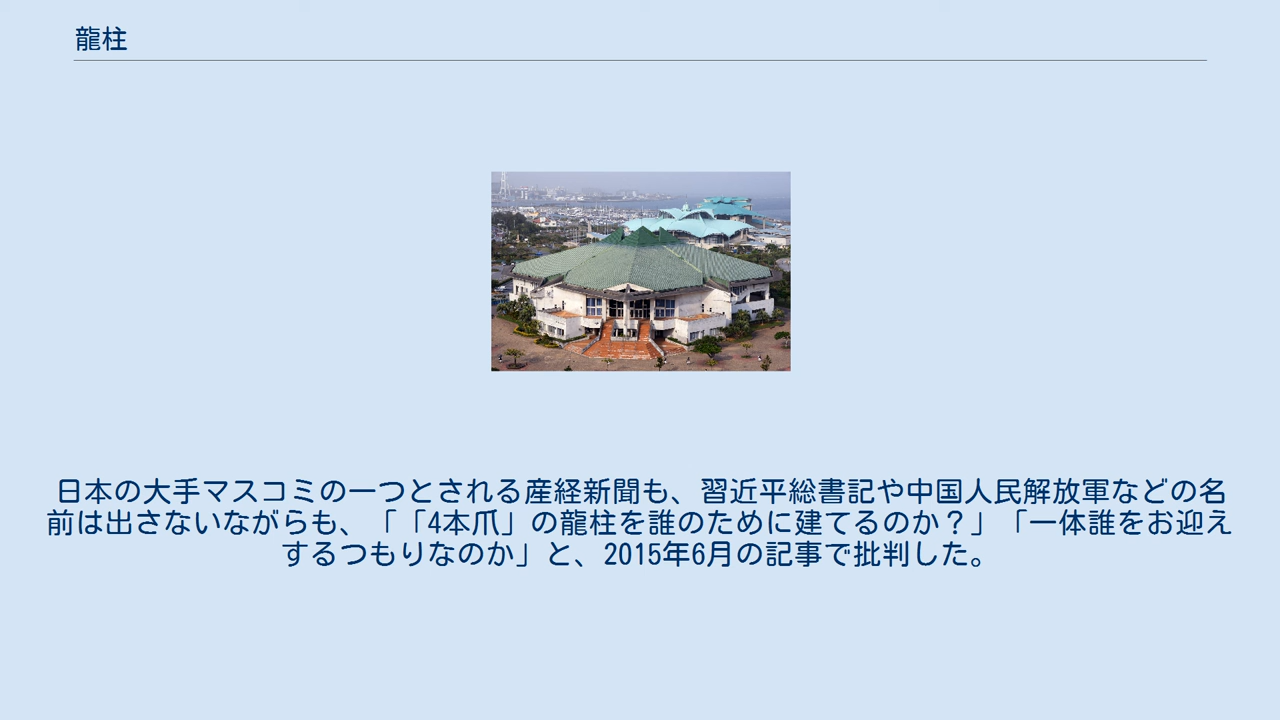 龍柱
日本の大手マスコミの一つとされる産経新聞も、習近平総書記や中国人民解放軍などの名
前は出さないながらも、「「4本爪」の龍柱を誰のために建てるのか？」「一体誰をお迎え
するつもりなのか」と、2015年6月の記事で批判した。